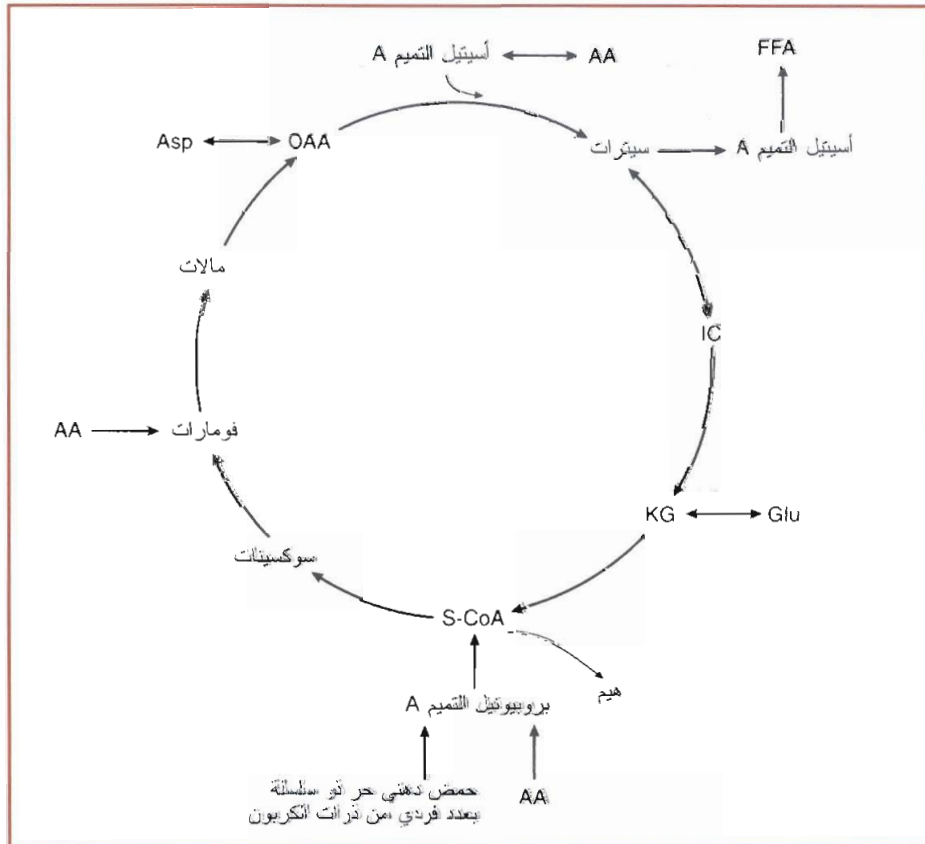 FFA
أسيتيل التميم A
AA
Asp
OAA
سيترات
أسيتيل التميم A
مالات
IC
AA
فومارات
KG
Glu
سوكسينات
S-CoA
هيم
بروبيونيل التميم A
حمض دهني حر ذو سلسلة
بعدد فردي من ذرات الكربون
AA